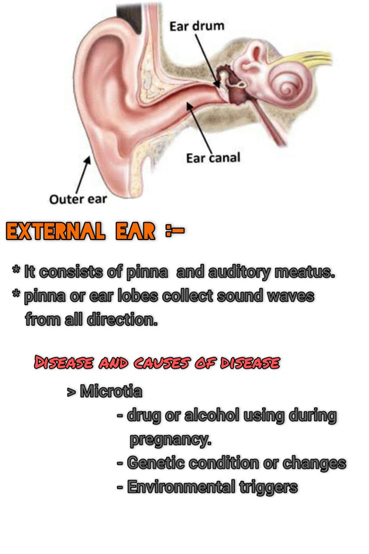 Ear drum
Ear canal
Outer ear
EXTERNAL EAR :-
* It consists of pinna and auditory meatus.
* pinna or ear lobes collect sound waves
from all direction.
DISEASE AND CAUSES OF DISEASE
> Microtia
- drug or alcohol using during
pregnancy.
- Genetic condition or changes
- Environmental triggers